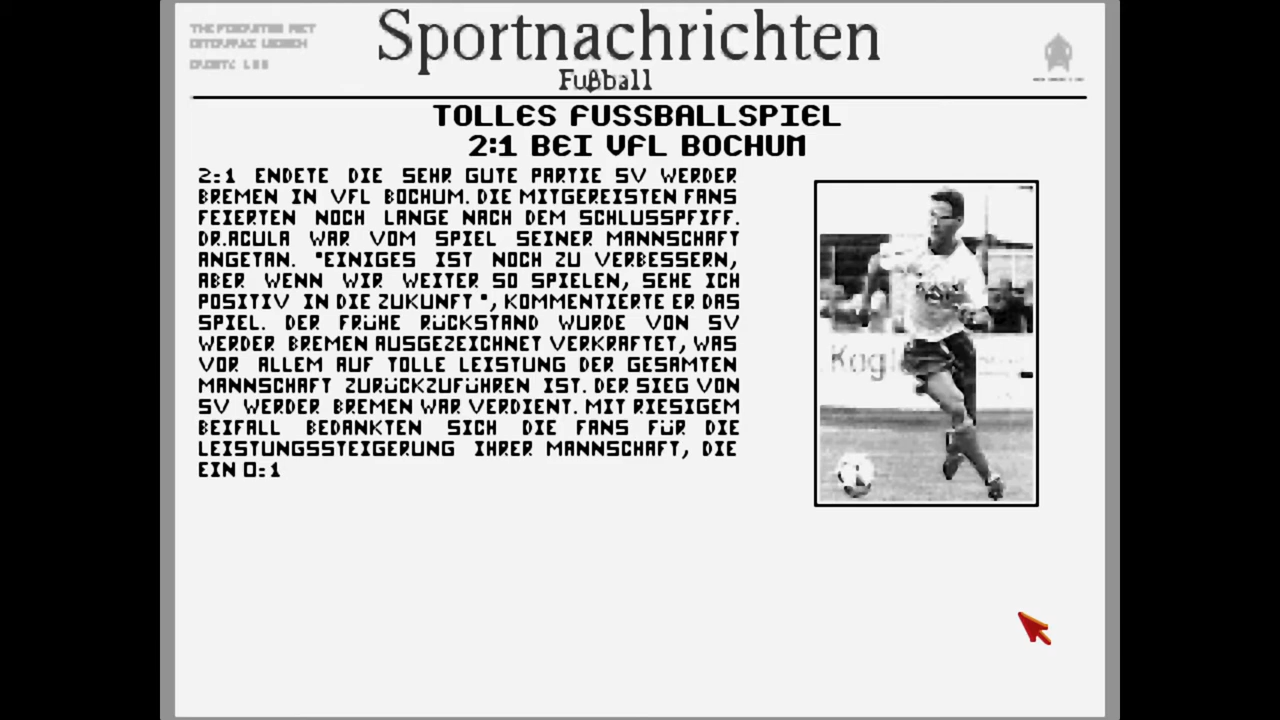 Sportnachrichten
Fußball
TOLLES FUSSBALLSPIEL
2:1 BEI VFL BOCHUM
2:1 ENDETE DIE SEHR GUTE PARTIE SV WERDER
BREMEN IN VFL BOCHUM. DIE MITGEREISTEN FANS
FEIERTEN NOCH LANGE NACH DEM SCHLUSSPFIFF.
DR.ACULA WAR VOM SPIEL SEINER MANNSCHAFT
ANGETAN. "EINIGES IST NOCH ZU VERBESSERN,
ABER WENN WIR WEITER SO SPIELEN, SEHE ICH
POSITIV IN DIE ZUKUNFT", KOMMENTIERTE ER DAS
SPIEL. DER FRÜHE RÜCKSTAND WURDE VON SV
WERDER BREMEN AUSGEZEICHNET VERKRAFTET, WAS
VOR ALLEM AUF TOLLE LEISTUNG DER GESAMTEN
MANNSCHAFT ZURÜCKZUFÜHREN IST. DER SIEG VON
SV WERDER BREMEN WAR VERDIENT. MIT RIESIGEM
BEIFALL BEDANKTEN SICH DIE FANS FÜR DIE
LEISTUNGSSTEIGERUNG IHRER MANNSCHAFT, DIE
EIN 0:1